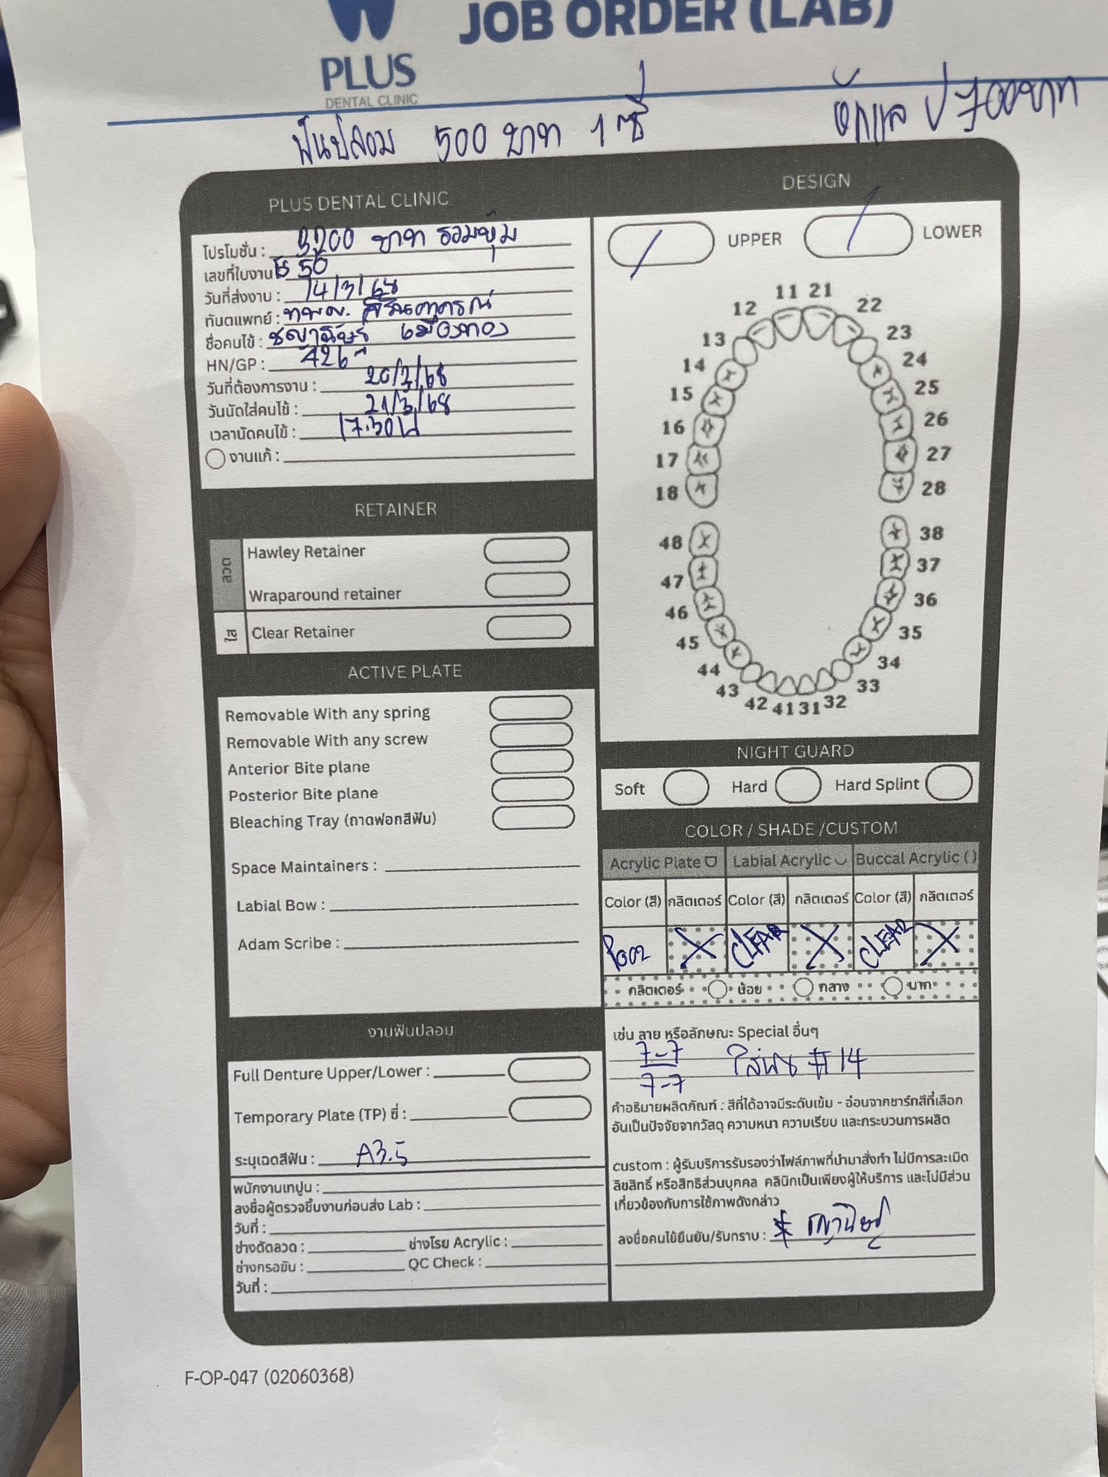 JOB ORDER (LAB)
PLUS
DENTAL CLINIC
ฟันปลอม 500 บาท 1 ซี่
700 บาท
PLUS DENTAL CLINIC
โปรโมชั่น : 3200 บาท รวมขุ้ม
เลขที่ใบงาน : 50
วันที่ส่งงาน : 14/3/68
ทันตแพทย์ : ทพญ.
ชื่อคนไข้ : เมืองทอง
HN/GP :
วันที่ต้องการงาน : 20/3/68
วันนัดใส่คนไข้ : 21/3/68
เวลานัดคนไข้ : 17.30 น
งานแก้ :
DESIGN
UPPER
LOWER
11 21
12 22
13 23
14 24
15 25
16 26
17 27
18 28
48 38
47 37
46 36
45 35
44 34
43 33
42 41 31 32
RETAINER
ลวด
Hawley Retainer
Wraparound retainer
ใส
Clear Retainer
ACTIVE PLATE
Removable With any spring
Removable With any screw
Anterior Bite plane
Posterior Bite plane
Bleaching Tray (ถาดฟอกสีฟัน)
Space Maintainers :
Labial Bow :
Adam Scribe :
NIGHT GUARD
Soft Hard Hard Splint
COLOR / SHADE /CUSTOM
Acrylic Plate Labial Acrylic Buccal Acrylic ( )
Color (สี) กลิตเตอร์ Color (สี) กลิตเตอร์ Color (สี) กลิตเตอร์
P002 X CLEAR X CLEAR X
กลิตเตอร์ น้อย กลาง มาก
เช่น ลาย หรือลักษณะ Special อื่นๆ
7-7
7-7
#14
คำอธิบายผลิตภัณฑ์ : สีที่ได้อาจมีระดับเข้ม - อ่อนจากชาร์ทสีที่เลือก
อันเป็นปัจจัยจากวัสดุ ความหนา ความเรียบ และกระบวนการผลิต
custom : ผู้รับบริการรับรองว่าไฟล์ภาพที่นำมาสั่งทำ ไม่มีการละเมิด
ลิขสิทธิ์ หรือสิทธิส่วนบุคคล คลินิกเป็นเพียงผู้ให้บริการ และไม่มีส่วน
เกี่ยวข้องกับการใช้ภาพดังกล่าว
ลงชื่อคนไข้ยืนยัน/รับทราบ :
งานฟันปลอม
Full Denture Upper/Lower :
Temporary Plate (TP) ซี่ :
ระบุเฉดสีฟัน : A3.5
พนักงานเทปูน :
ลงชื่อผู้ตรวจชิ้นงานก่อนส่ง Lab :
วันที่ :
ช่างดัดลวด : ช่างโรย Acrylic :
ช่างกรอขัด : QC Check :
วันที่ :
F-OP-047 (02060368)